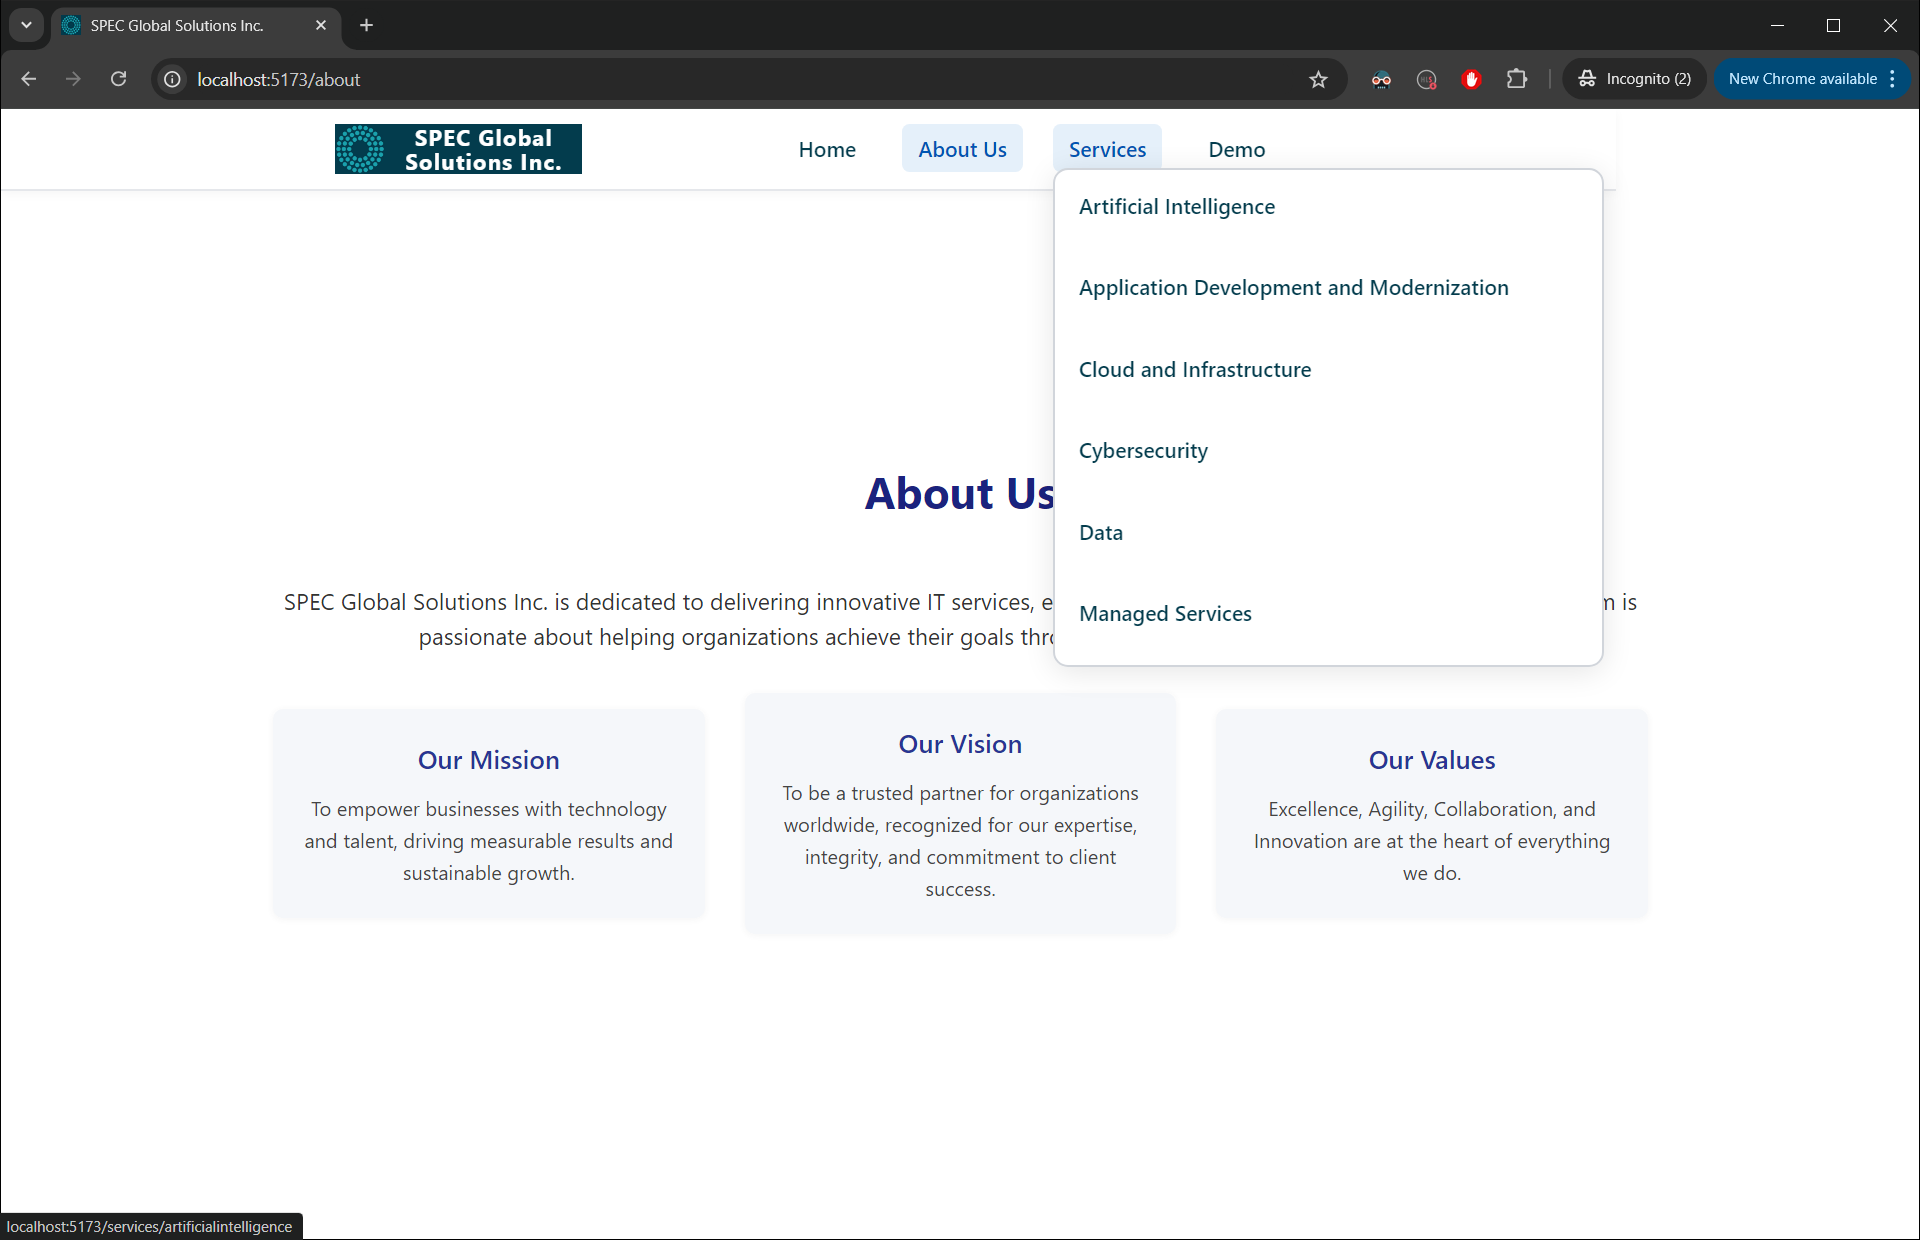 SPEC Global Solutions Inc.
localhost:5173/about
Incognito (2)
New Chrome available
SPEC Global
Solutions Inc.
Home
About Us
Services
Demo
Artificial Intelligence
Application Development and Modernization
Cloud and Infrastructure
Cybersecurity
Data
Managed Services
About Us
SPEC Global Solutions Inc. is dedicated to delivering innovative IT services, e m is
passionate about helping organizations achieve their goals thro
Our Mission
To empower businesses with technology
and talent, driving measurable results and
sustainable growth.
Our Vision
To be a trusted partner for organizations
worldwide, recognized for our expertise,
integrity, and commitment to client
success.
Our Values
Excellence, Agility, Collaboration, and
Innovation are at the heart of everything
we do.
localhost:5173/services/artificialintelligence